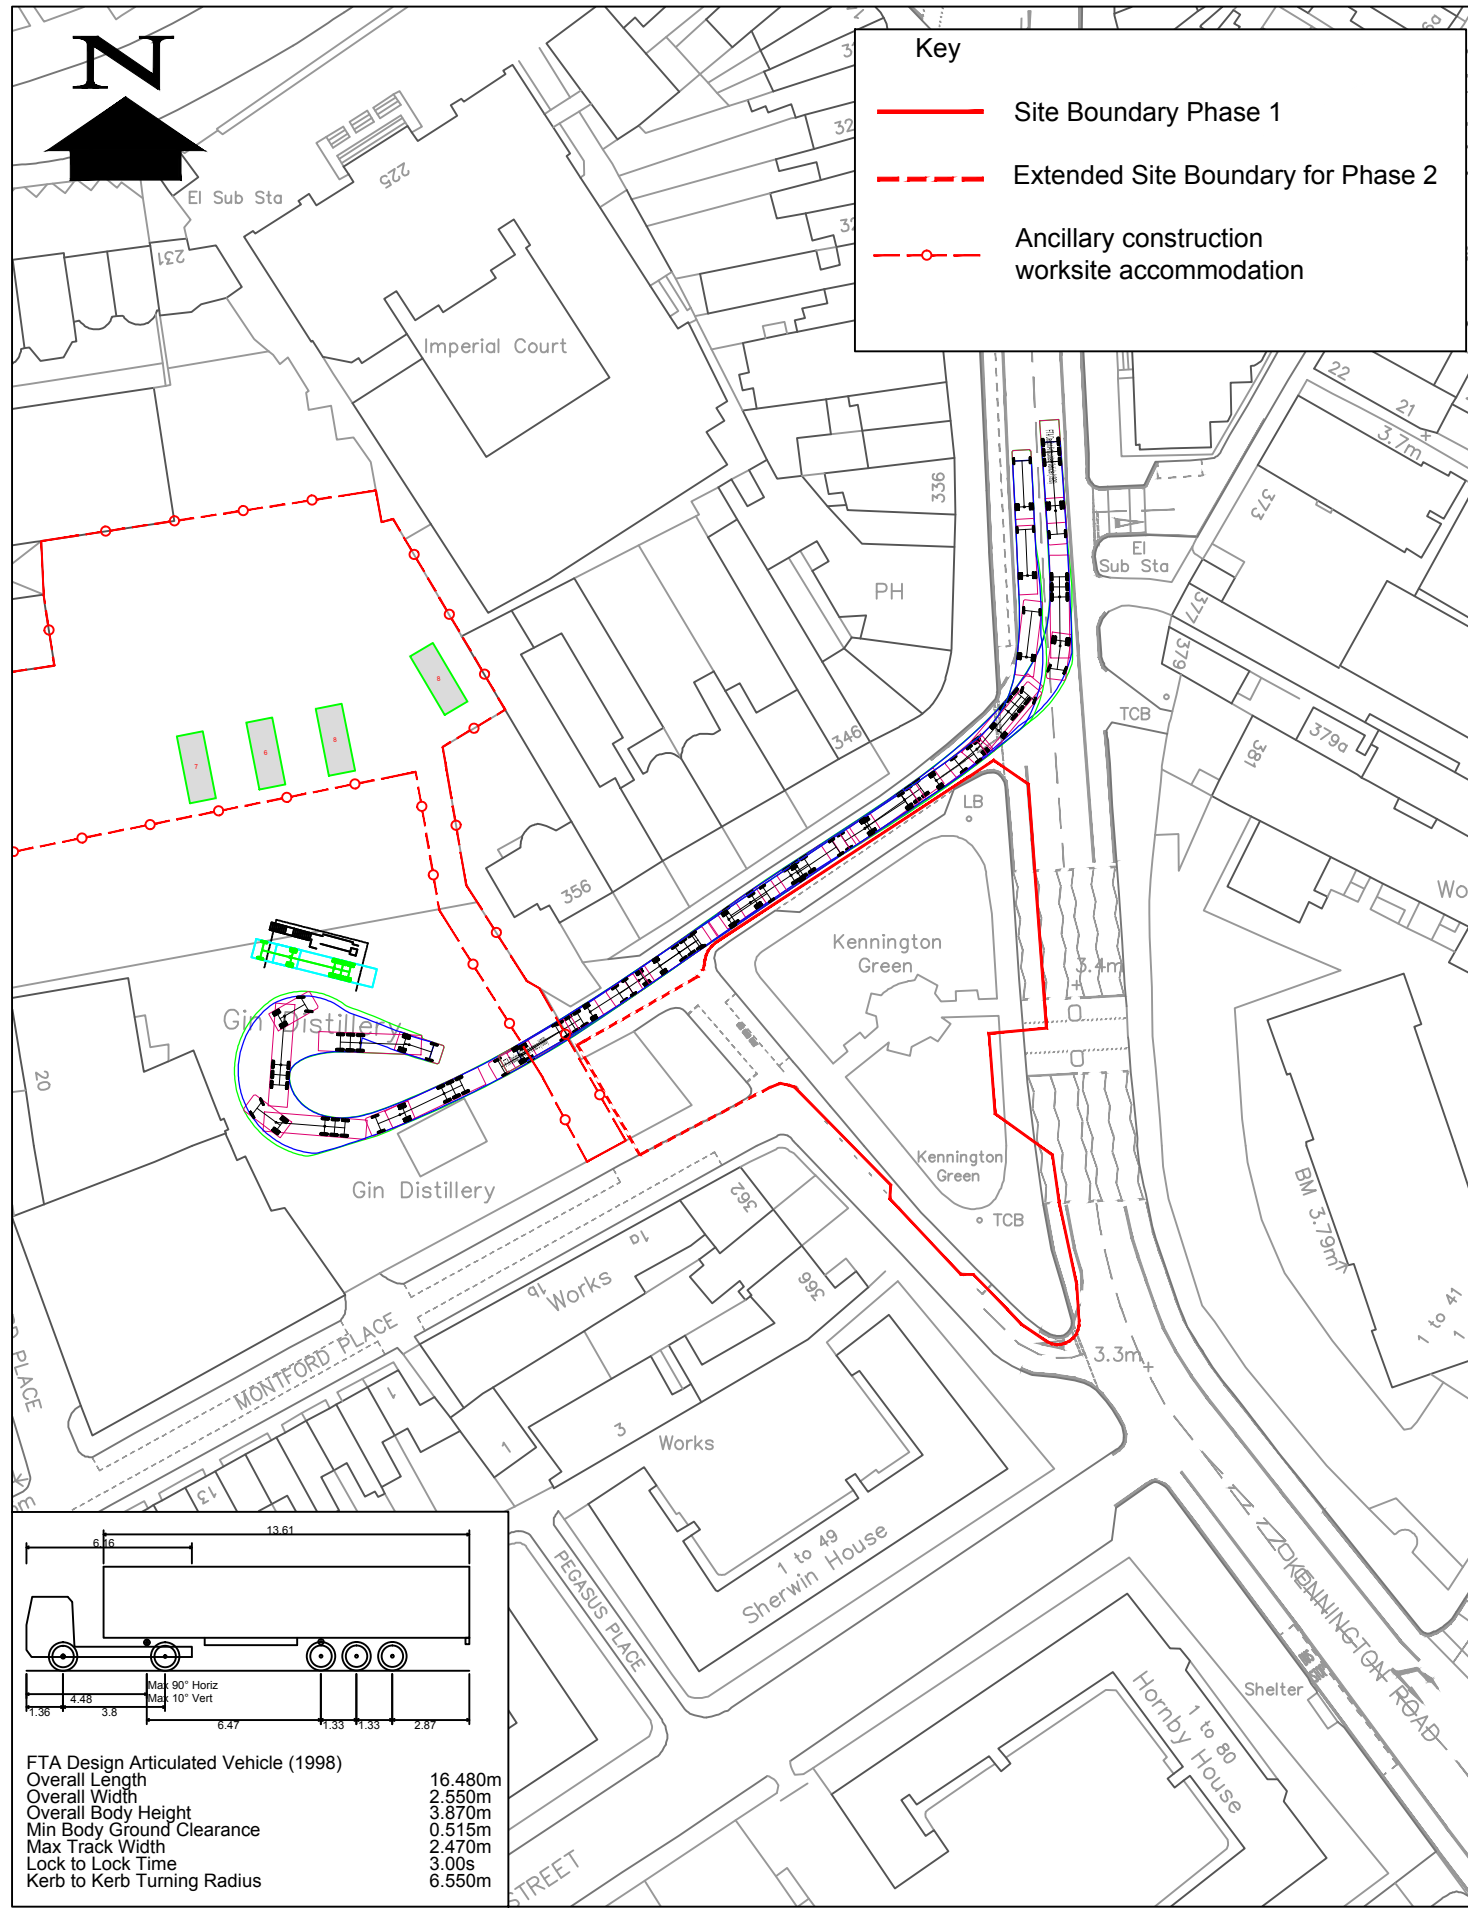 N
Key
Site Boundary Phase 1
Extended Site Boundary for Phase 2
Ancillary construction
worksite accommodation
225
El Sub Sta
231
Imperial Court
336
PH
346
356
22
21
3.7m
373
El
Sub Sta
377
379
TCB
379a
381
LB
Kennington
Green
3.4m
Kennington
Green
TCB
3.3m
BM 3.79m
1 to 41
Gin Distillery
20
Gin Distillery
7
6
8
MONTFORD PLACE
PLACE
362
1a
1b
Works
366
1
1
3
Works
13
1 to 49
Sherwin House
PEGASUS PLACE
1 to 80
Hornby House
Shelter
KENNINGTON ROAD
STREET
13.61
6.16
Max 90° Horiz
Max 10° Vert
4.48
1.36
3.8
6.47
1.33
1.33
2.87
FTA Design Articulated Vehicle (1998)
Overall Length 16.480m
Overall Width 2.550m
Overall Body Height 3.870m
Min Body Ground Clearance 0.515m
Max Track Width 2.470m
Lock to Lock Time 3.00s
Kerb to Kerb Turning Radius 6.550m